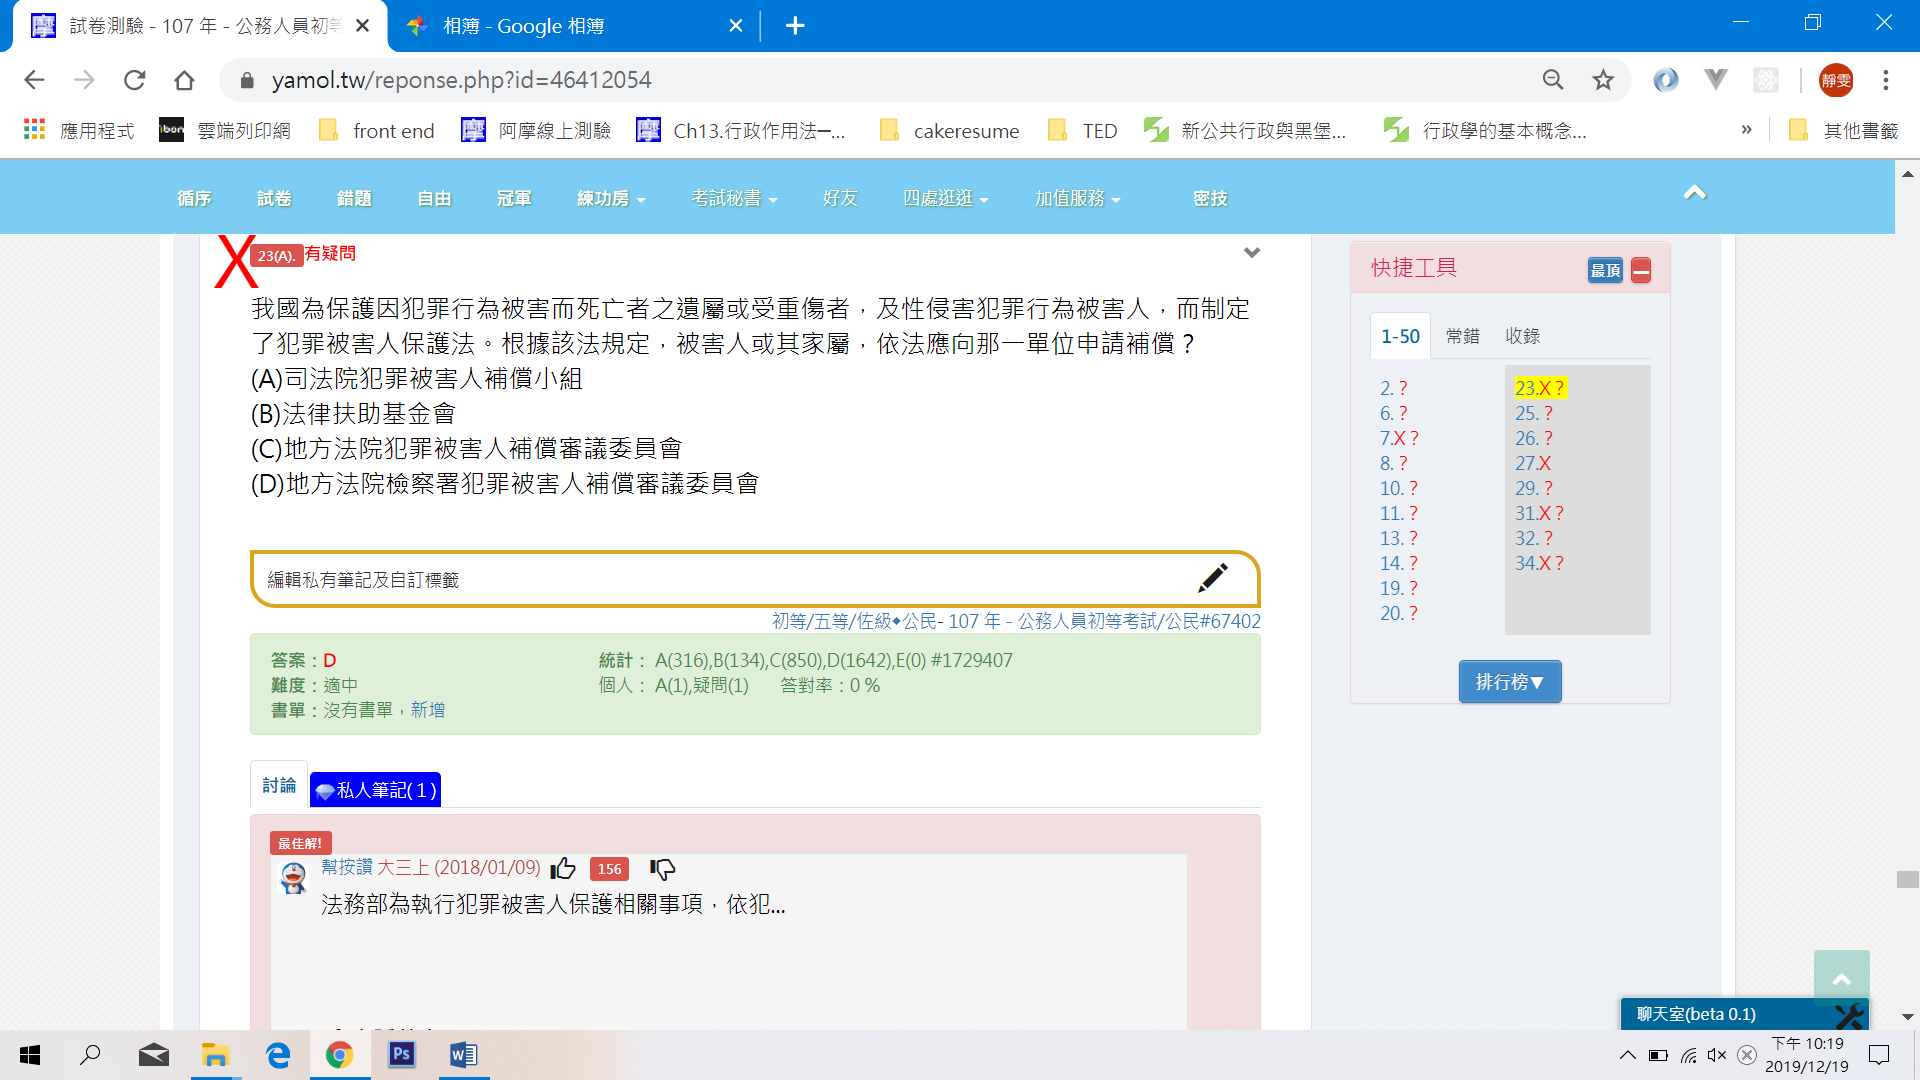 試卷測驗 - 107 年 - 公務人員初等
相簿 - Google 相簿
yamol.tw/reponse.php?id=46412054
靜雯
應用程式
ibon
雲端列印網
front end
摩
阿摩線上測驗
摩
Ch13.行政作用法—...
cakeresume
TED
新公共行政與黑堡...
行政學的基本概念...
»
其他書籤
循序
試卷
錯題
自由
冠軍
練功房
考試秘書
好友
四處逛逛
加值服務
密技
X
23(A).
有疑問
我國為保護因犯罪行為被害而死亡者之遺屬或受重傷者，及性侵害犯罪行為被害人，而制定
了犯罪被害人保護法。根據該法規定，被害人或其家屬，依法應向那一單位申請補償？
(A)司法院犯罪被害人補償小組
(B)法律扶助基金會
(C)地方法院犯罪被害人補償審議委員會
(D)地方法院檢察署犯罪被害人補償審議委員會
編輯私有筆記及自訂標籤
初等/五等/佐級◆公民- 107 年 - 公務人員初等考試/公民#67402
答案：D
難度：適中
書單：沒有書單，新增
統計： A(316),B(134),C(850),D(1642),E(0) #1729407
個人： A(1),疑問(1) 答對率：0 %
討論
私人筆記( 1 )
最佳解!
幫按讚 大三上 (2018/01/09)
156
法務部為執行犯罪被害人保護相關事項，依犯...
快捷工具
最頂
1-50
常錯
收錄
2. ?
6. ?
7.X ?
8. ?
10. ?
11. ?
13. ?
14. ?
19. ?
20. ?
23.X ?
25. ?
26. ?
27.X
29. ?
31.X ?
32. ?
34.X ?
排行榜▼
聊天室(beta 0.1)
Ps
下午 10:19
2019/12/19